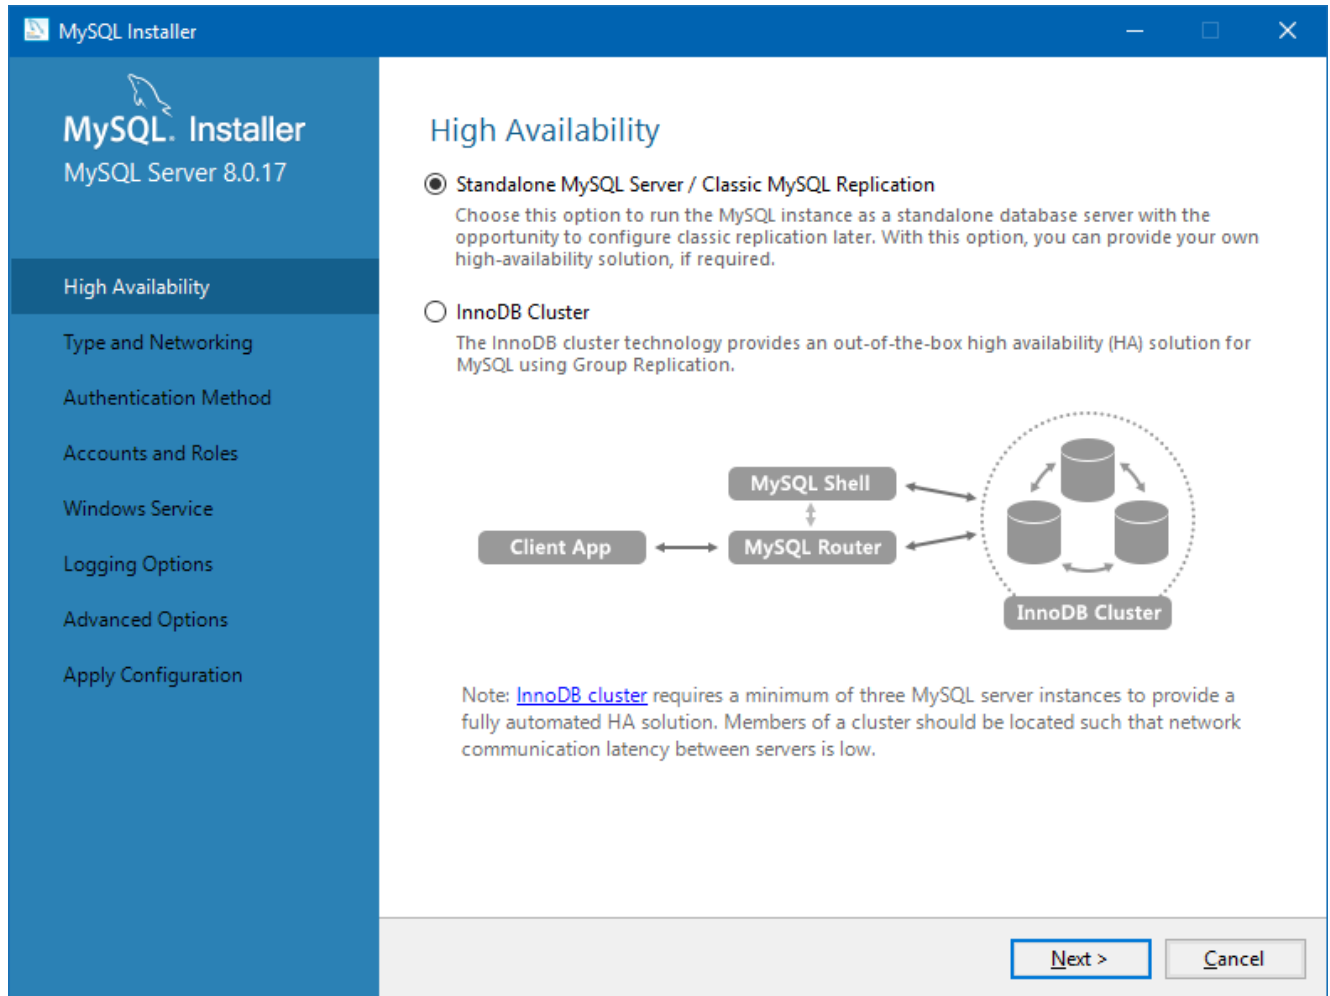 MySQL Installer
MySQL. Installer
MySQL Server 8.0.17
High Availability
Type and Networking
Authentication Method
Accounts and Roles
Windows Service
Logging Options
Advanced Options
Apply Configuration
High Availability
Standalone MySQL Server / Classic MySQL Replication
Choose this option to run the MySQL instance as a standalone database server with the
opportunity to configure classic replication later. With this option, you can provide your own
high-availability solution, if required.
InnoDB Cluster
The InnoDB cluster technology provides an out-of-the-box high availability (HA) solution for
MySQL using Group Replication.
MySQL Shell
Client App
MySQL Router
InnoDB Cluster
Note: InnoDB cluster requires a minimum of three MySQL server instances to provide a
fully automated HA solution. Members of a cluster should be located such that network
communication latency between servers is low.
Next >
Cancel